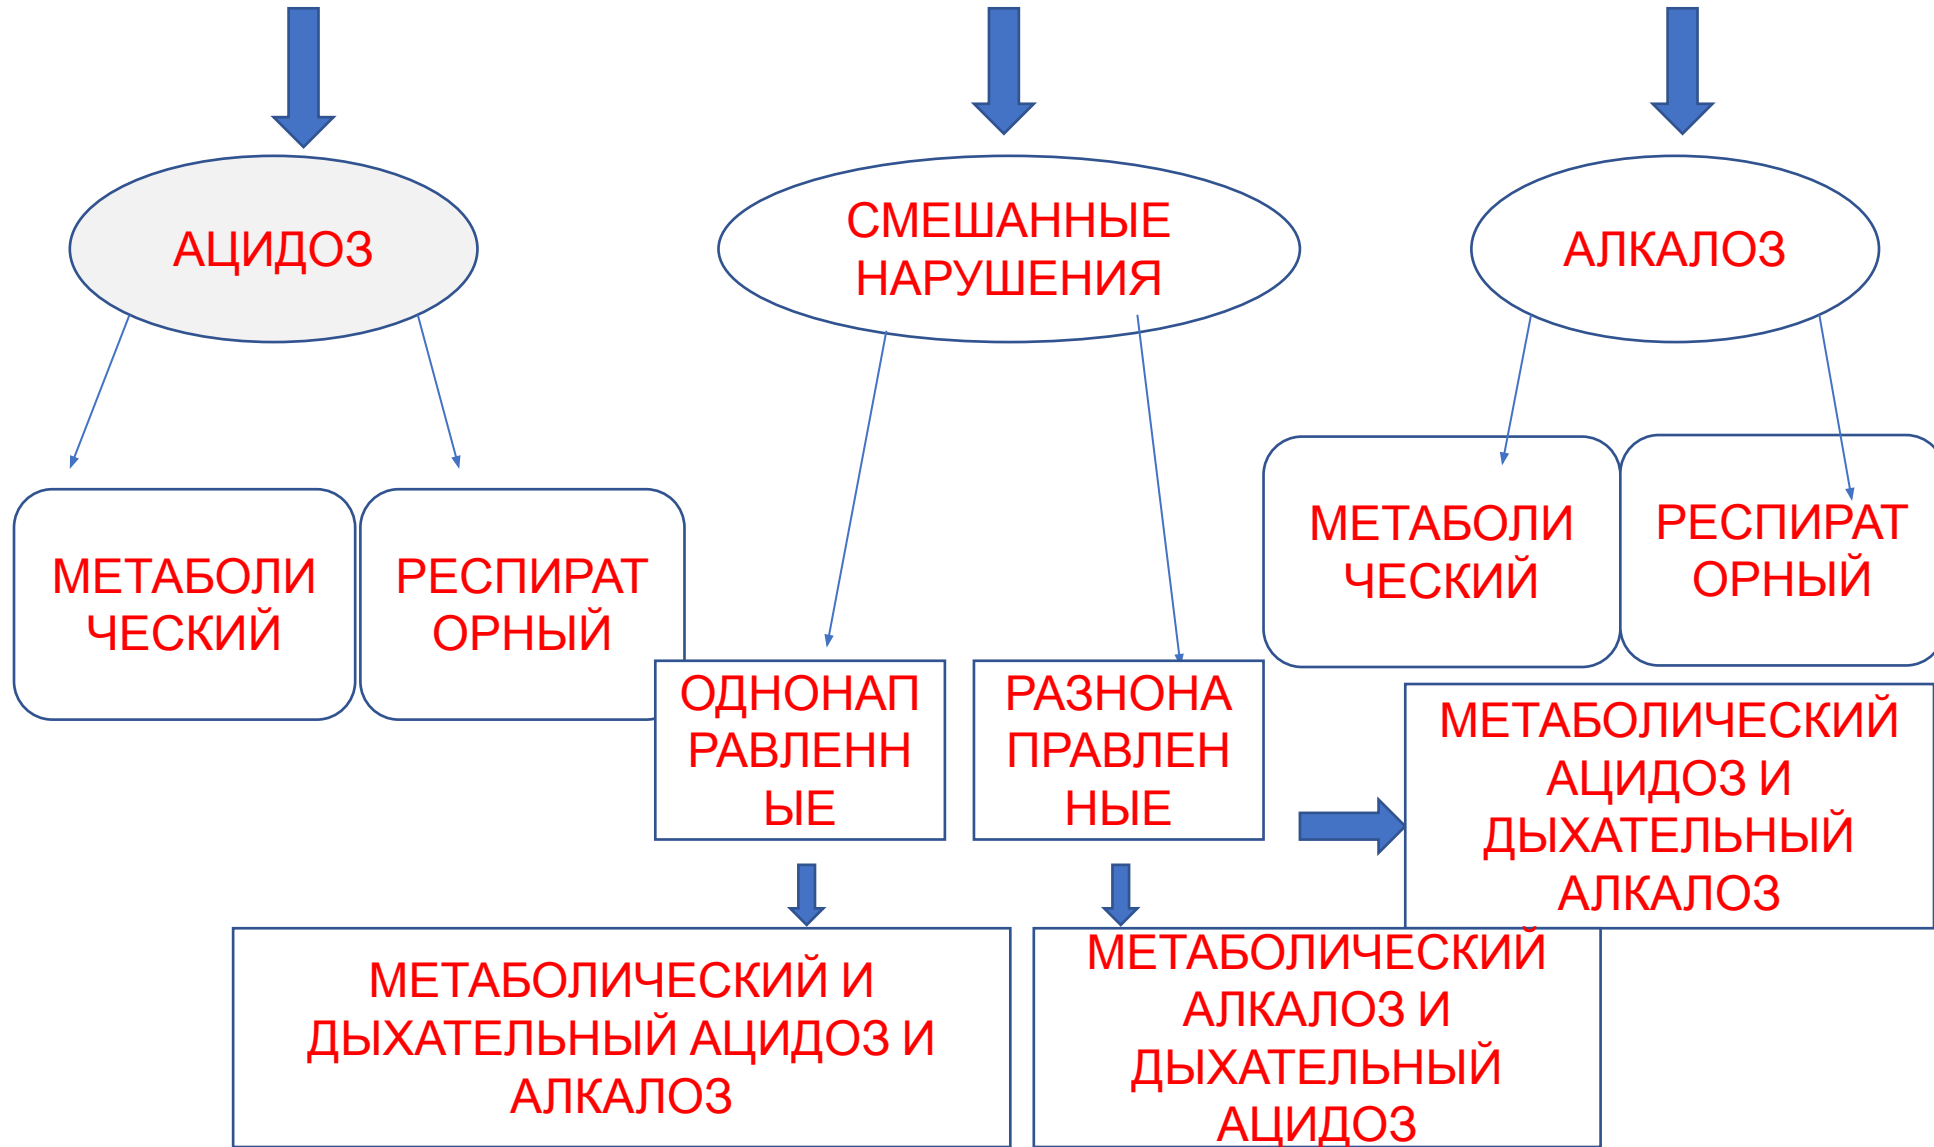 АЦИДОЗ
СМЕШАННЫЕ
НАРУШЕНИЯ
АЛКАЛОЗ
МЕТАБОЛИ
ЧЕСКИЙ
РЕСПИРАТ
ОРНЫЙ
МЕТАБОЛИ
ЧЕСКИЙ
РЕСПИРАТ
ОРНЫЙ
ОДНОНАП
РАВЛЕНН
ЫЕ
РАЗНОНА
ПРАВЛЕН
НЫЕ
МЕТАБОЛИЧЕСКИЙ
АЦИДОЗ И
ДЫХАТЕЛЬНЫЙ
АЛКАЛОЗ
МЕТАБОЛИЧЕСКИЙ И
ДЫХАТЕЛЬНЫЙ АЦИДОЗ И
АЛКАЛОЗ
МЕТАБОЛИЧЕСКИЙ
АЛКАЛОЗ И
ДЫХАТЕЛЬНЫЙ
АЦИДОЗ